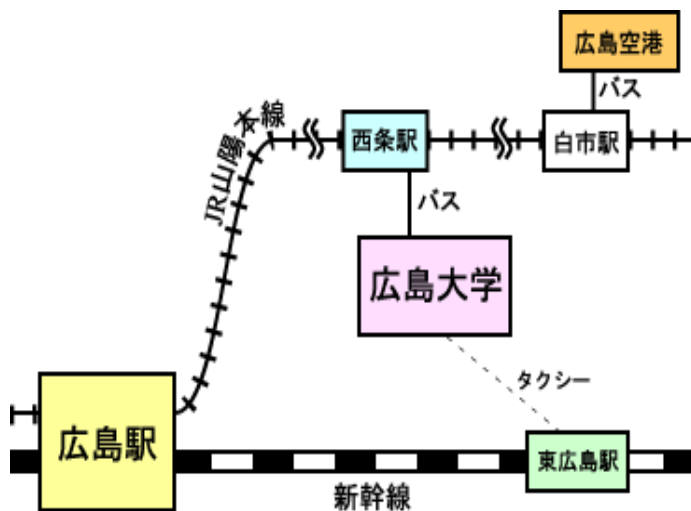 広島空港
バス
JR山陽本線
西条駅
白市駅
バス
広島大学
タクシー
広島駅
東広島駅
新幹線